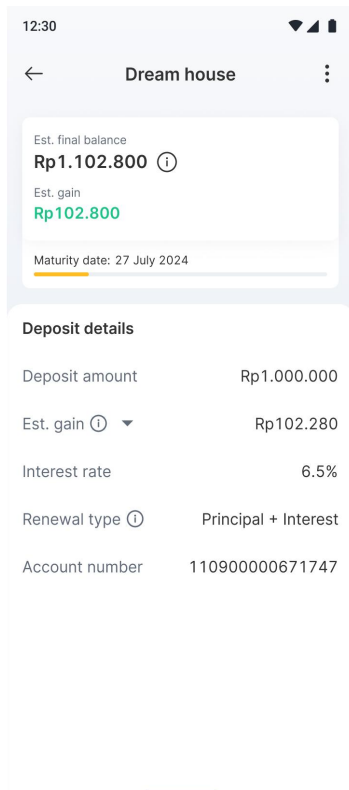 12:30
Dream house
Est. final balance
Rp1.102.800
Est. gain
Rp102.800
Maturity date: 27 July 2024
Deposit details
Deposit amount Rp1.000.000
Est. gain Rp102.280
Interest rate 6.5%
Renewal type Principal + Interest
Account number 110900000671747